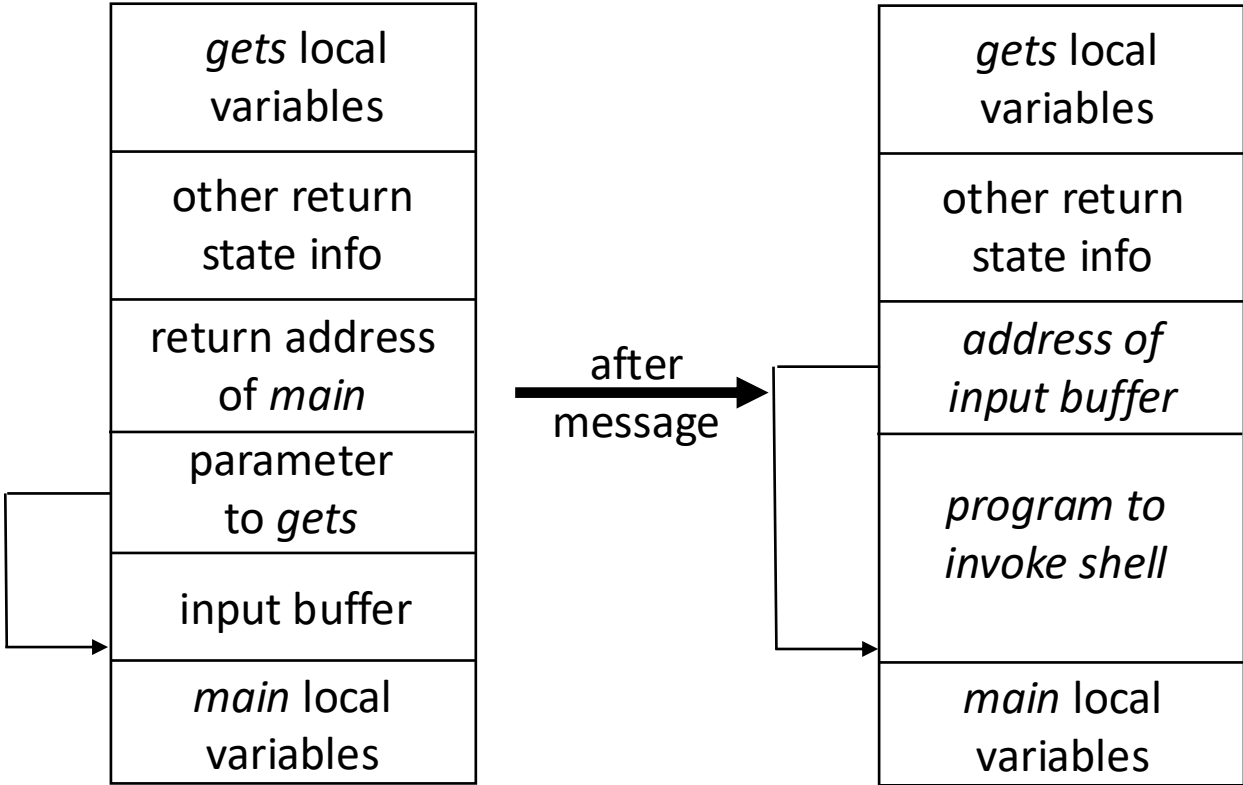 gets local
variables
other return
state info
return address
of main
parameter
to gets
input buffer
main local
variables
after
message
gets local
variables
other return
state info
address of
input buffer
program to
invoke shell
main local
variables